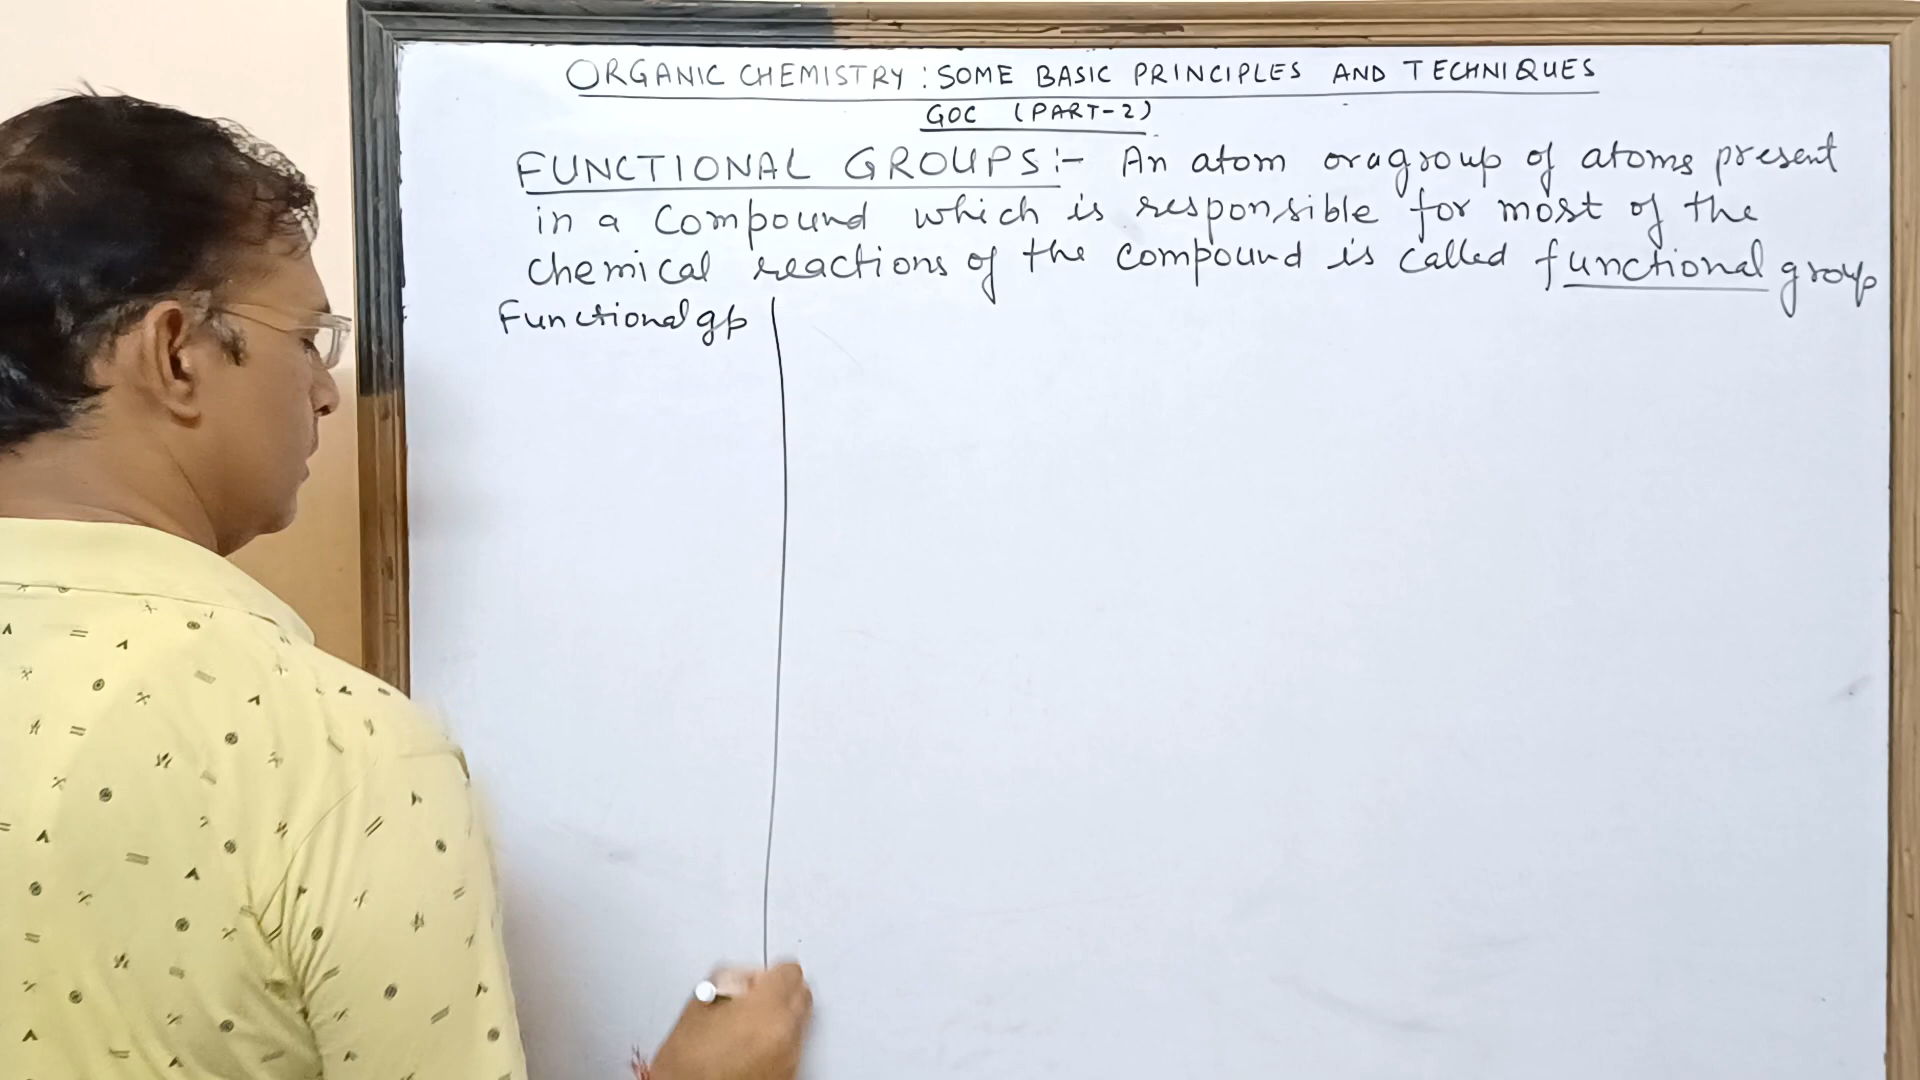 ORGANIC CHEMISTRY : SOME BASIC PRINCIPLES AND TECHNIQUES
GOC (PART-2)
FUNCTIONAL GROUPS :- An atom or a group of atoms present
in a compound which is responsible for most of the
chemical reactions of the compound is called functional group
Functional gp